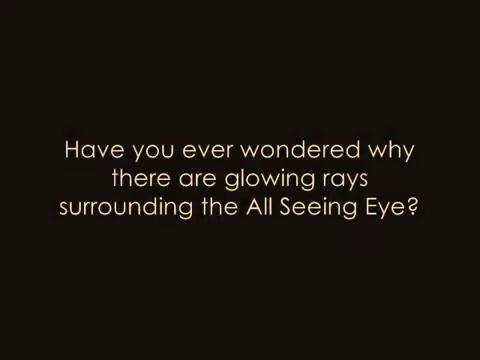 Have you ever wondered why
there are glowing rays
surrounding the All Seeing Eye?